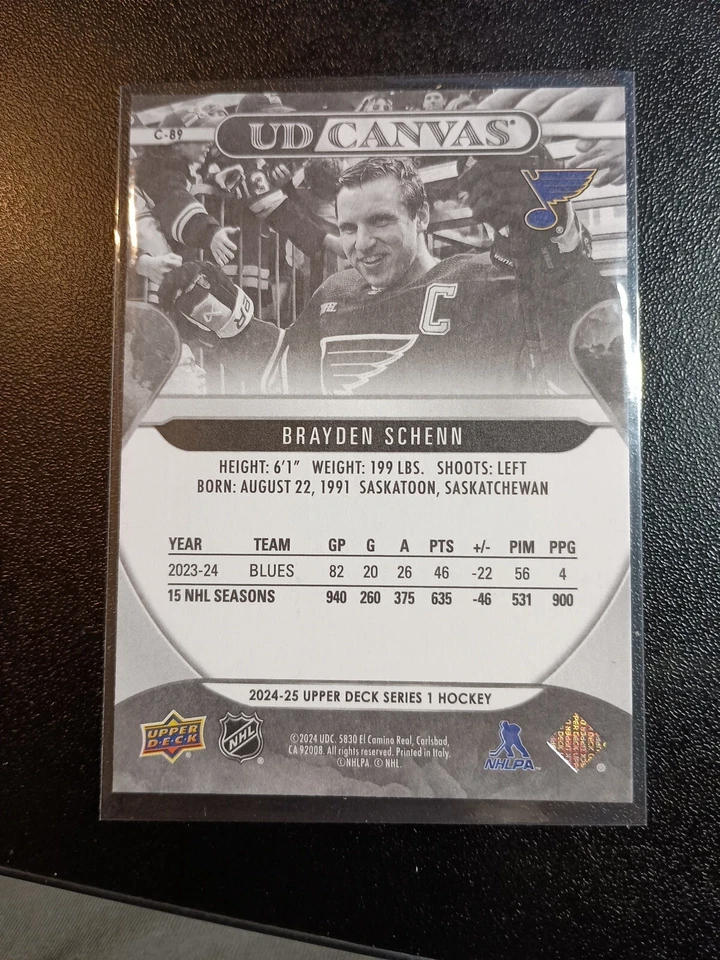 C-89
UD CANVAS
C
BRAYDEN SCHENN
HEIGHT: 6'1" WEIGHT: 199 LBS. SHOOTS: LEFT
BORN: AUGUST 22, 1991 SASKATOON, SASKATCHEWAN
YEAR TEAM GP G A PTS +/- PIM PPG
2023-24 BLUES 82 20 26 46 -22 56 4
15 NHL SEASONS 940 260 375 635 -46 531 900
2024-25 UPPER DECK SERIES 1 HOCKEY
UPPER DECK
NHL
©2024 UDC. 5830 El Camino Real, Carlsbad,
CA 92008. All rights reserved. Printed in Italy.
©NHLPA. © NHL.
NHLPA